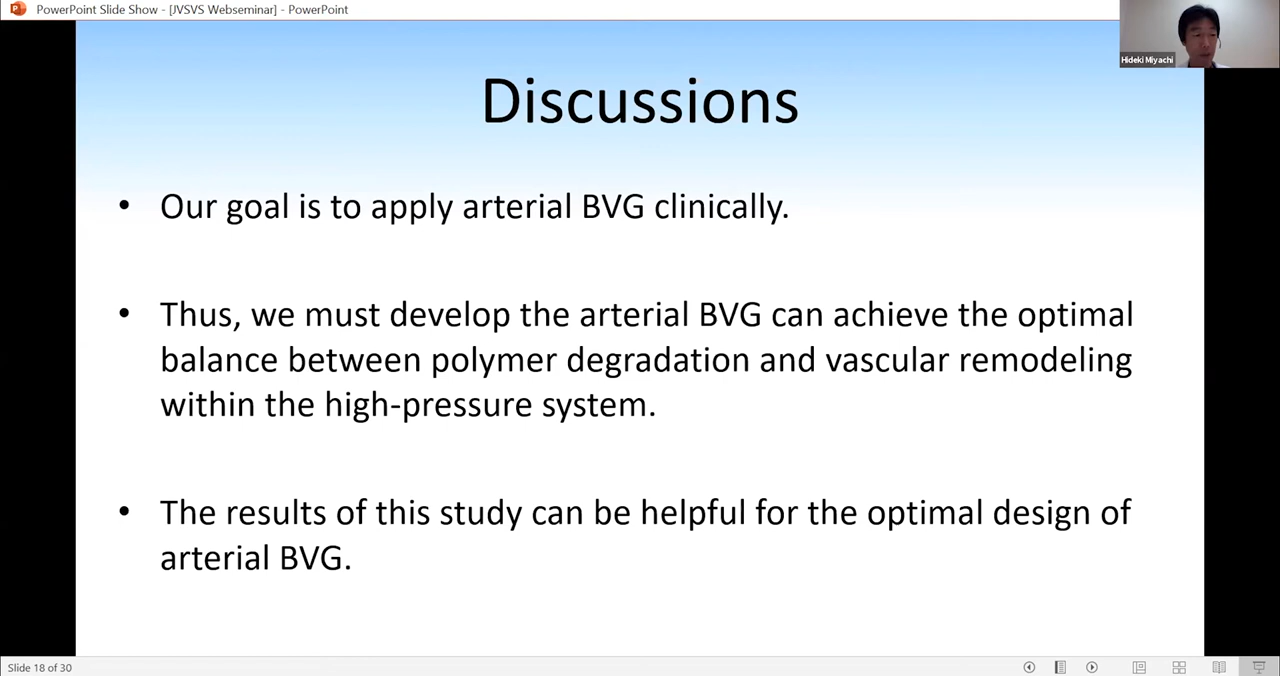 PowerPoint Slide Show - [JVSVS Webseminar] - PowerPoint
Hideki Miyachi
Discussions
• Our goal is to apply arterial BVG clinically.
• Thus, we must develop the arterial BVG can achieve the optimal
balance between polymer degradation and vascular remodeling
within the high-pressure system.
• The results of this study can be helpful for the optimal design of
arterial BVG.
Slide 18 of 30